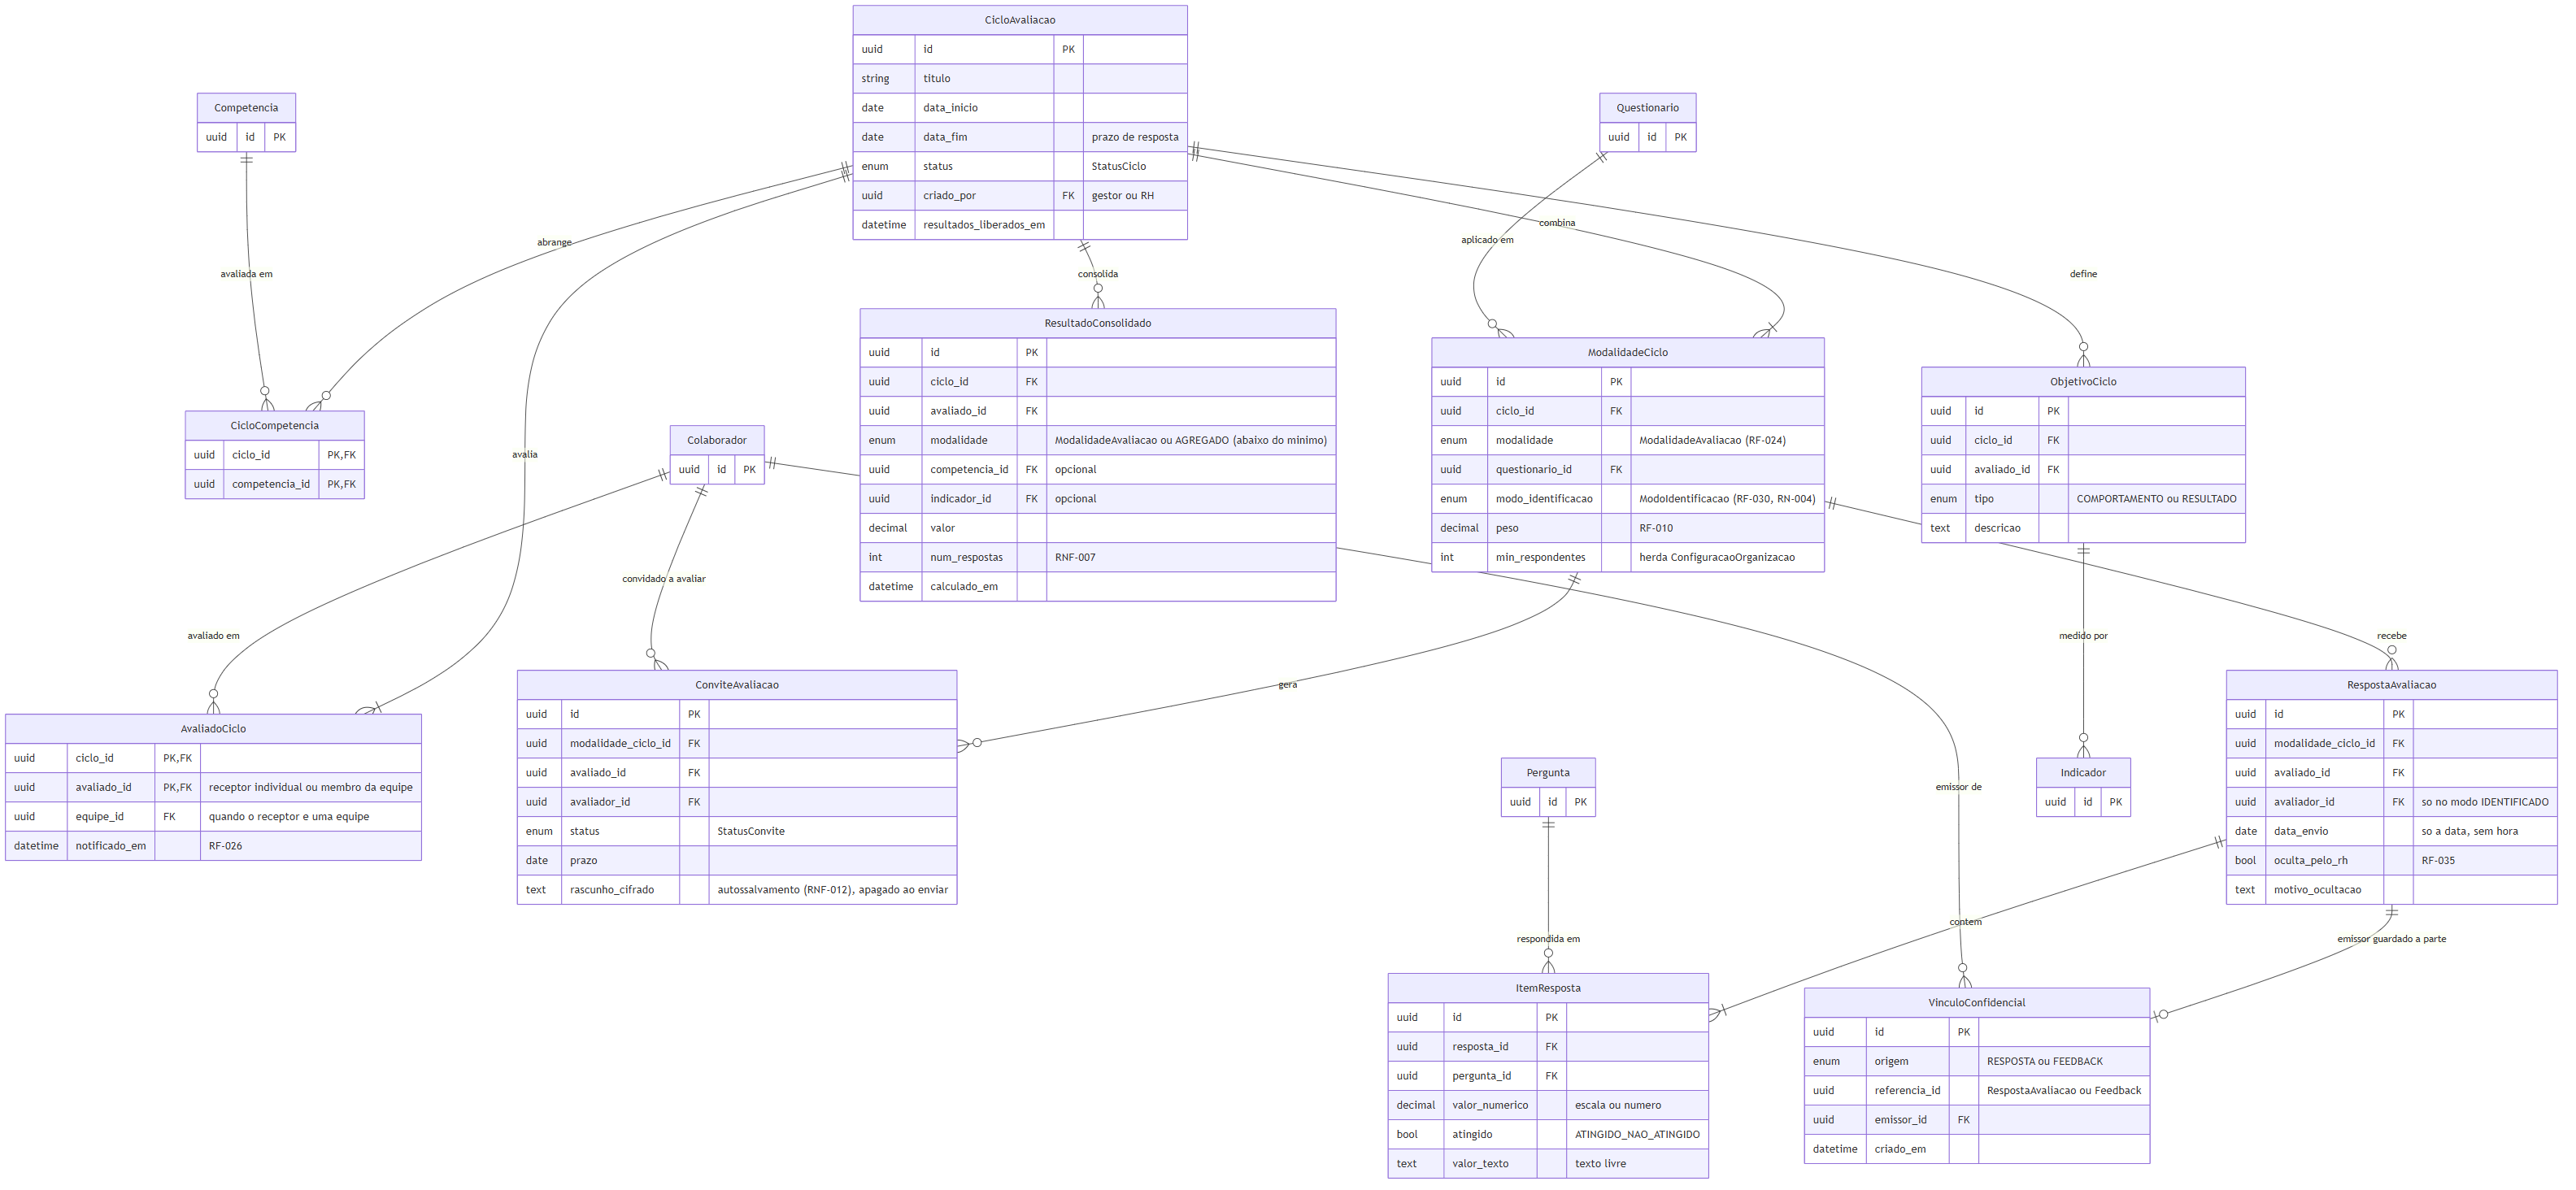 CicloAvaliacao
uuid id PK
string titulo
date data_inicio
date data_fim prazo de resposta
enum status StatusCiclo
uuid criado_por FK gestor ou RH
datetime resultados_liberados_em
Competencia
uuid id PK
Questionario
uuid id PK
abrange
combina
aplicado em
avaliada em
consolida
define
ResultadoConsolidado
uuid id PK
uuid ciclo_id FK
uuid avaliado_id FK
enum modalidade ModalidadeAvaliacao ou AGREGADO (abaixo do minimo)
uuid competencia_id FK opcional
uuid indicador_id FK opcional
decimal valor
int num_respostas RNF-007
datetime calculado_em
ModalidadeCiclo
uuid id PK
uuid ciclo_id FK
enum modalidade ModalidadeAvaliacao (RF-024)
uuid questionario_id FK
enum modo_identificacao ModoIdentificacao (RF-030, RN-004)
decimal peso RF-010
int min_respondentes herda ConfiguracaoOrganizacao
ObjetivoCiclo
uuid id PK
uuid ciclo_id FK
uuid avaliado_id FK
enum tipo COMPORTAMENTO ou RESULTADO
text descricao
CicloCompetencia
uuid ciclo_id PK,FK
uuid competencia_id PK,FK
Colaborador
uuid id PK
avalia
convidado a avaliar
avaliado em
medido por
recebe
gera
AvaliadoCiclo
uuid ciclo_id PK,FK
uuid avaliado_id PK,FK receptor individual ou membro da equipe
uuid equipe_id FK quando o receptor e uma equipe
datetime notificado_em RF-026
ConviteAvaliacao
uuid id PK
uuid modalidade_ciclo_id FK
uuid avaliado_id FK
uuid avaliador_id FK
enum status StatusConvite
date prazo
text rascunho_cifrado autossalvamento (RNF-012), apagado ao enviar
RespostaAvaliacao
uuid id PK
uuid modalidade_ciclo_id FK
uuid avaliado_id FK
uuid avaliador_id FK so no modo IDENTIFICADO
date data_envio so a data, sem hora
bool oculta_pelo_rh RF-035
text motivo_ocultacao
Pergunta
uuid id PK
Indicador
uuid id PK
emissor de
contem
respondida em
emissor guardado a parte
ItemResposta
uuid id PK
uuid resposta_id FK
uuid pergunta_id FK
decimal valor_numerico escala ou numero
bool atingido ATINGIDO_NAO_ATINGIDO
text valor_texto texto livre
VinculoConfidencial
uuid id PK
enum origem RESPOSTA ou FEEDBACK
uuid referencia_id RespostaAvaliacao ou Feedback
uuid emissor_id FK
datetime criado_em